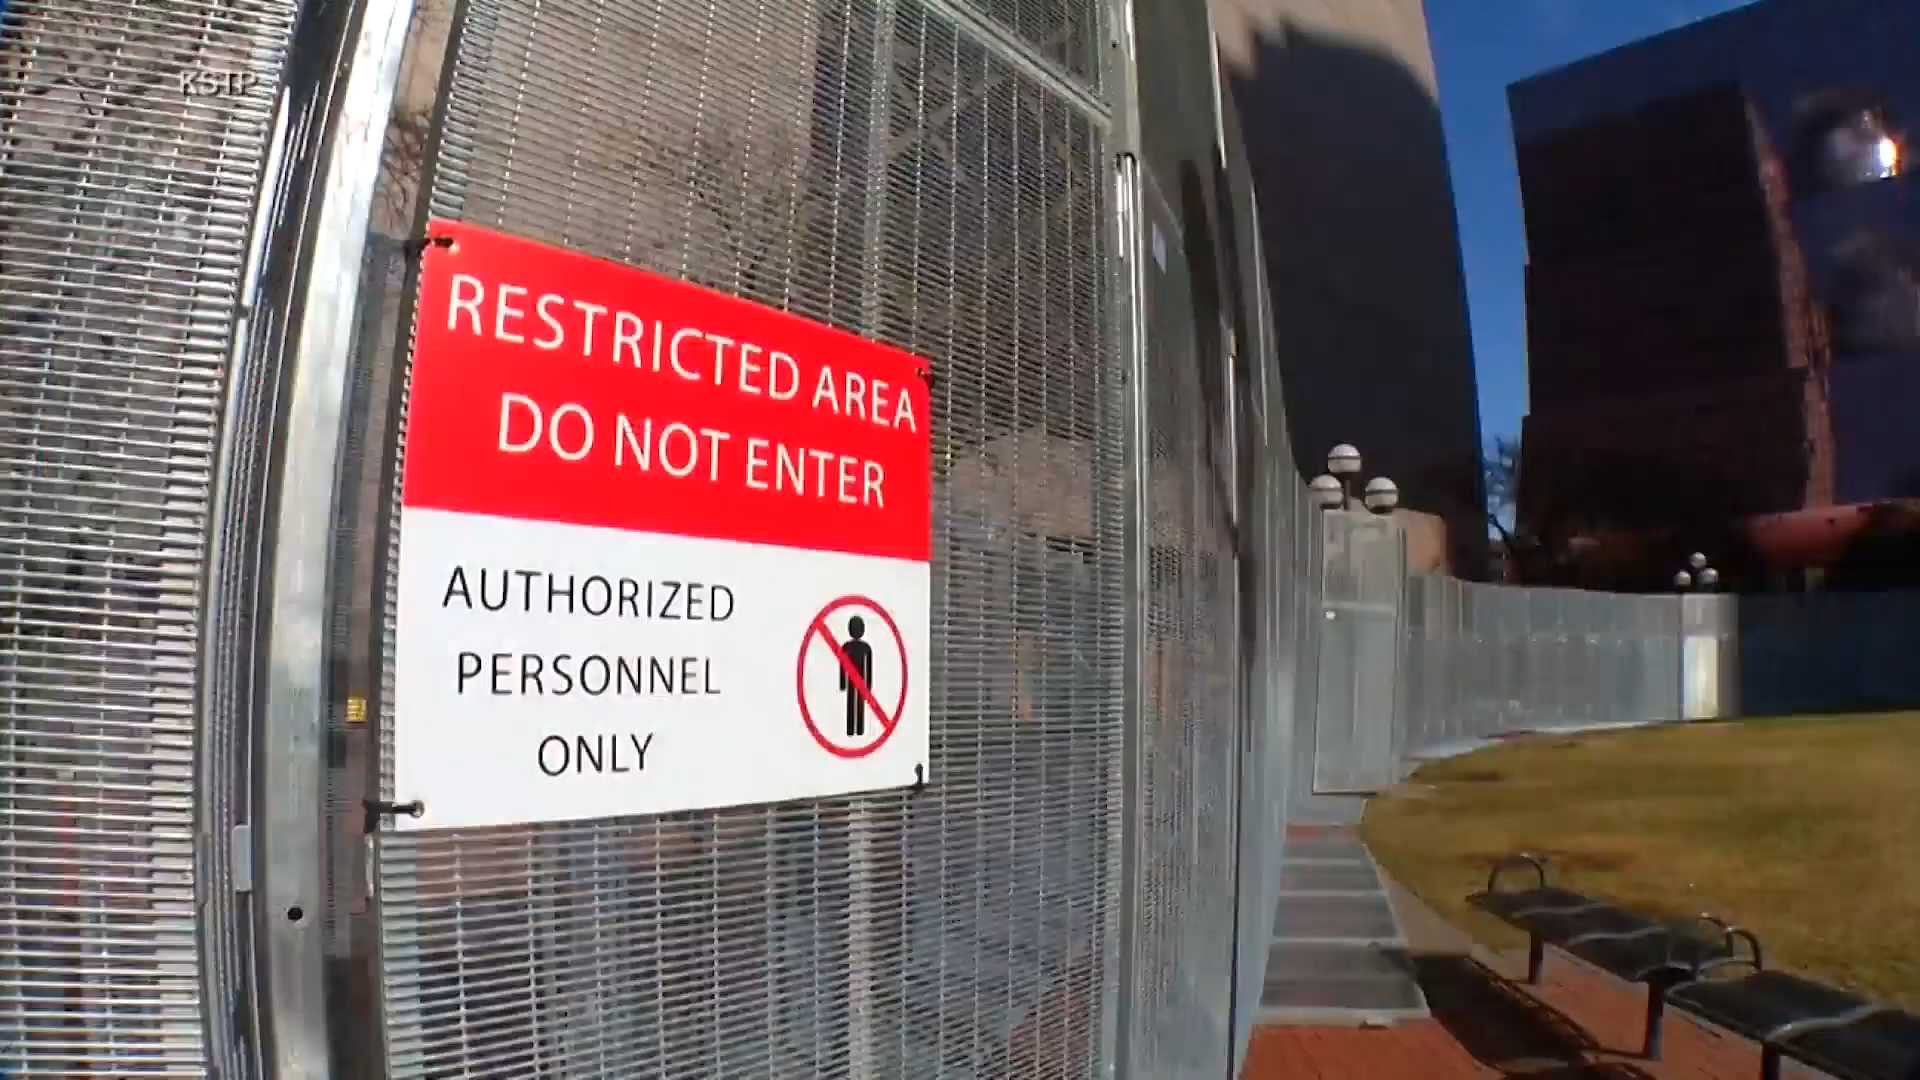 KSTP
RESTRICTED AREA
DO NOT ENTER
AUTHORIZED
PERSONNEL
ONLY